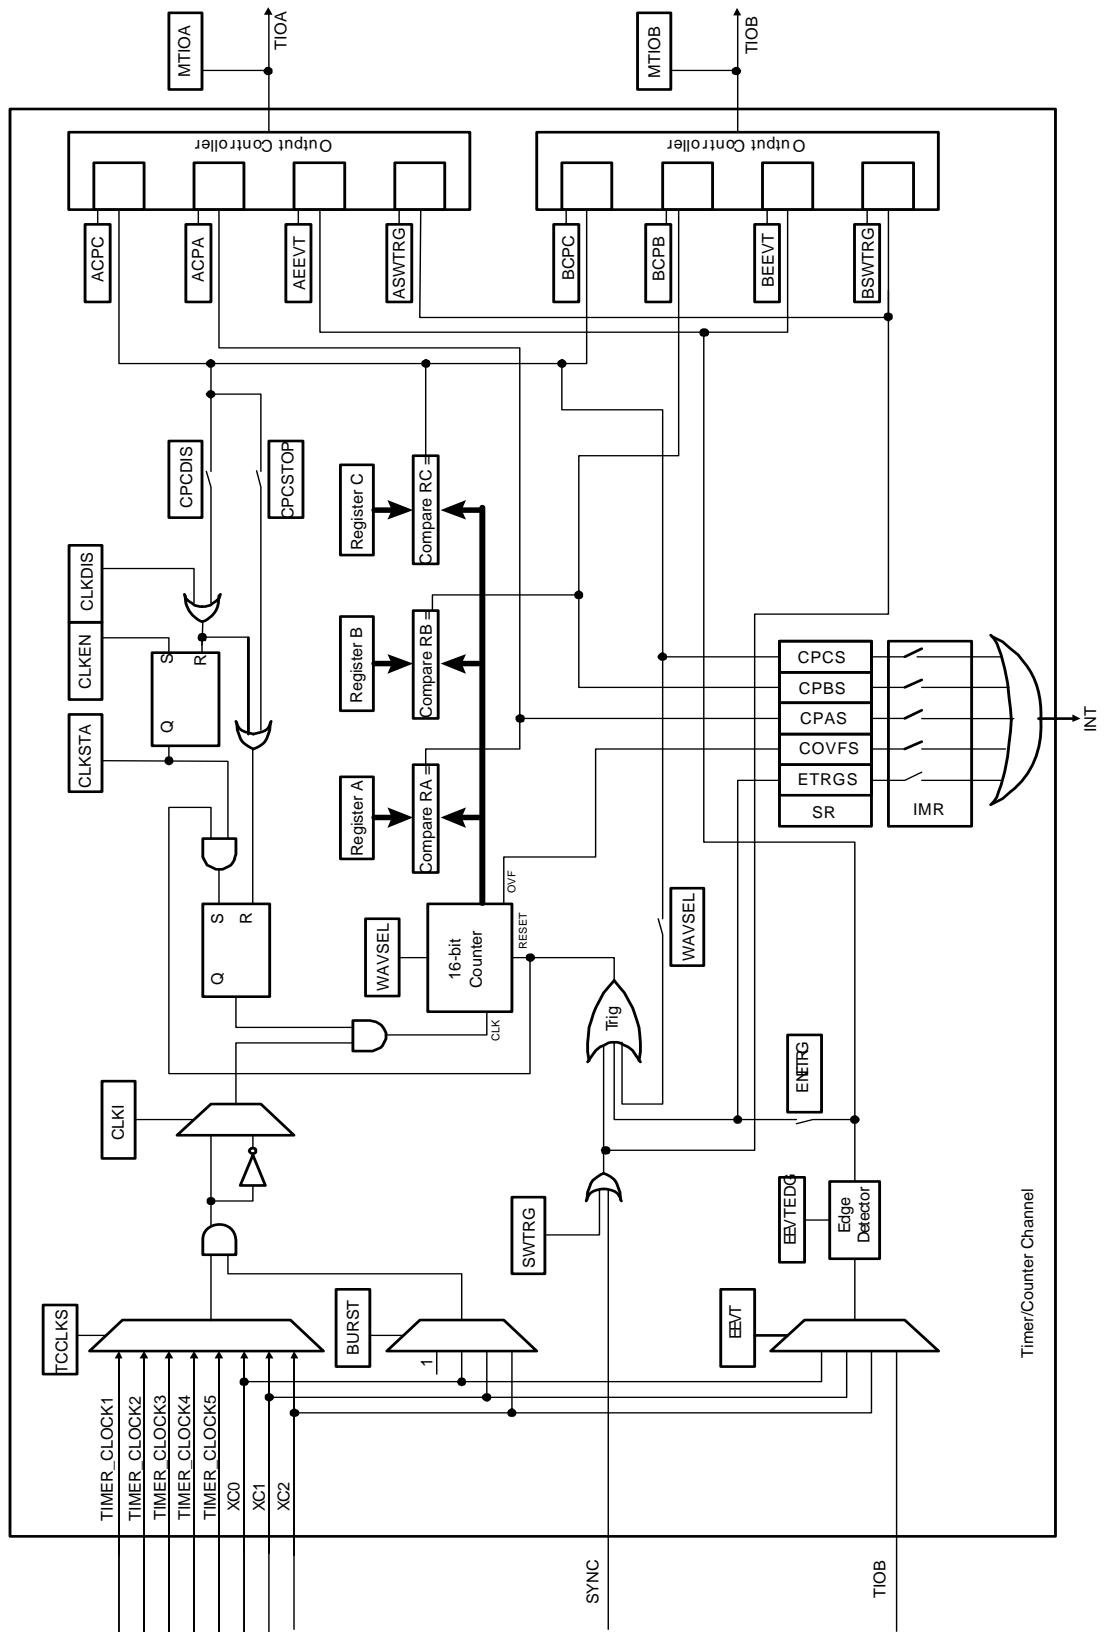 TIMER_CLOCK1
TIMER_CLOCK2
TIMER_CLOCK3
TIMER_CLOCK4
TIMER_CLOCK5
XC0
XC1
XC2
TCCLKS
CLKI
CLKSTA
CLKEN
CLKDIS
Q
S
R
Q
S
R
CPCDIS
CPCSTOP
ACPC
ACPA
AEEVT
ASWTRG
Output Controller
MTIOA
TIOA
BURST
1
WAVSEL
16-bit
Counter
CLK
RESET
OVF
Register A
Register B
Register C
Compare RA =
Compare RB =
Compare RC =
SYNC
SWTRG
Trig
WAVSEL
BCPC
BCPB
BEEVT
BSWTRG
Output Controller
MTIOB
TIOB
TIOB
EEVT
EEVTEDG
Edge
Detector
ENETRG
CPCS
CPBS
CPAS
COVFS
ETRGS
SR
IMR
INT
Timer/Counter Channel